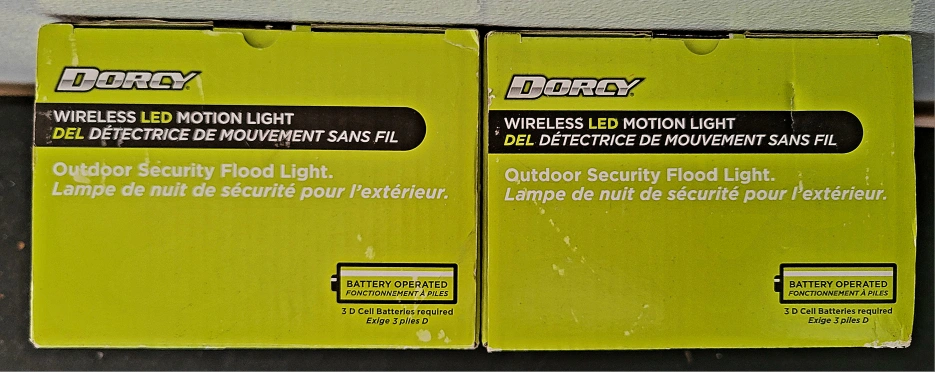 DORCY
WIRELESS LED MOTION LIGHT
DEL DÉTECTRICE DE MOUVEMENT SANS FIL
Outdoor Security Flood Light.
Lampe de nuit de sécurité pour l'extérieur.
BATTERY OPERATED
FONCTIONNEMENT À PILES
3 D Cell Batteries required
Exige 3 piles D
DORCY
WIRELESS LED MOTION LIGHT
DEL DÉTECTRICE DE MOUVEMENT SANS FIL
Outdoor Security Flood Light.
Lampe de nuit de sécurité pour l'extérieur.
BATTERY OPERATED
FONCTIONNEMENT À PILES
3 D Cell Batteries required
Exige 3 piles D